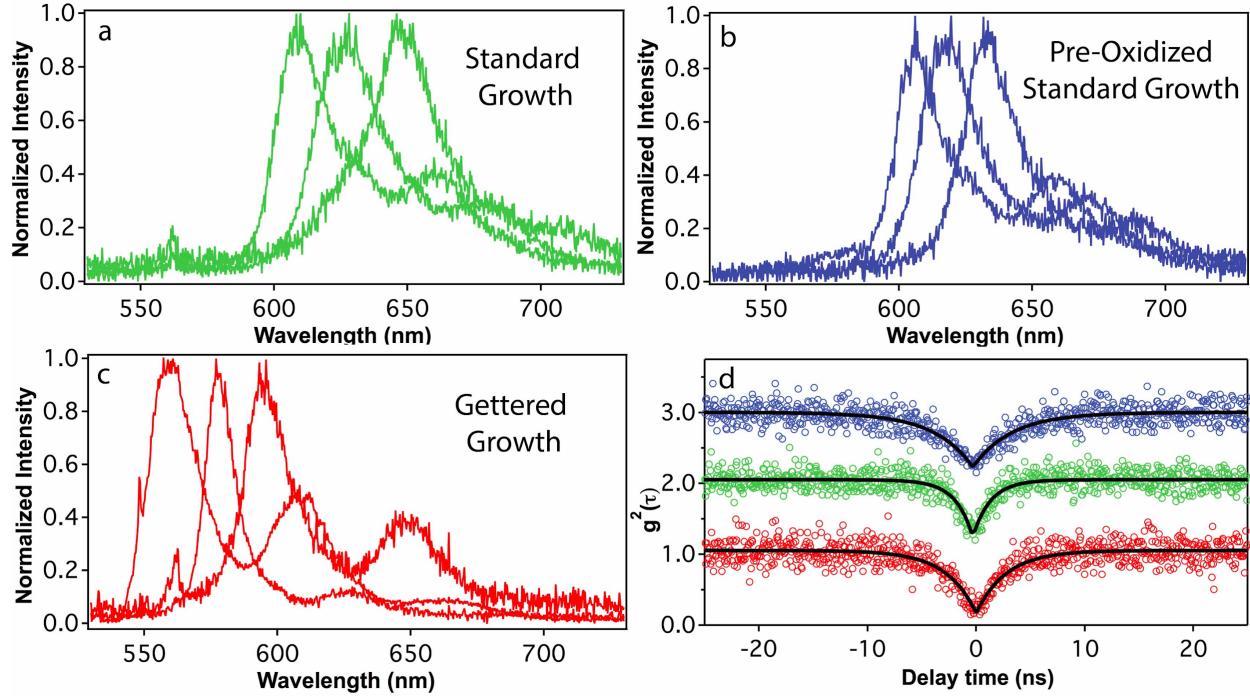 a
Standard
Growth
Normalized Intensity
1.0
0.8
0.6
0.4
0.2
0.0
550 600 650 700
Wavelength (nm)
b
Pre-Oxidized
Standard Growth
Normalized Intensity
1.0
0.8
0.6
0.4
0.2
0.0
550 600 650 700
Wavelength (nm)
c
Gettered
Growth
Normalized Intensity
1.0
0.8
0.6
0.4
0.2
0.0
550 600 650 700
Wavelength (nm)
d
g²(τ)
3.0
2.0
1.0
0.0
-20 -10 0 10 20
Delay time (ns)